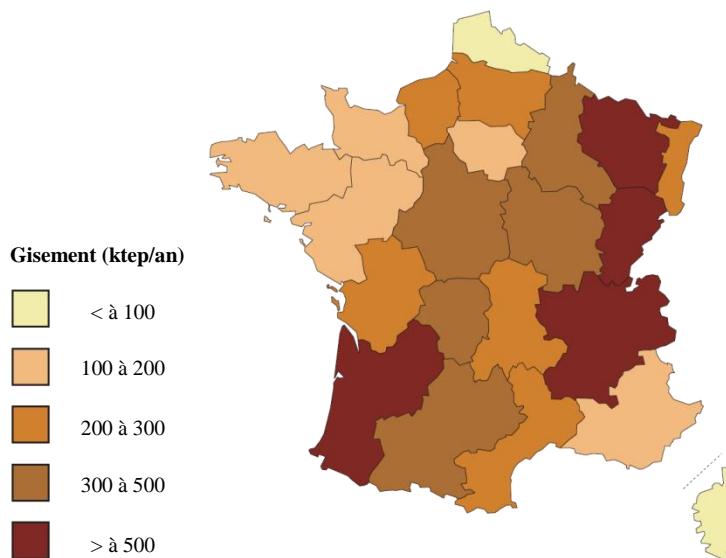 Gisement (ktep/an)
< à 100
100 à 200
200 à 300
300 à 500
> à 500